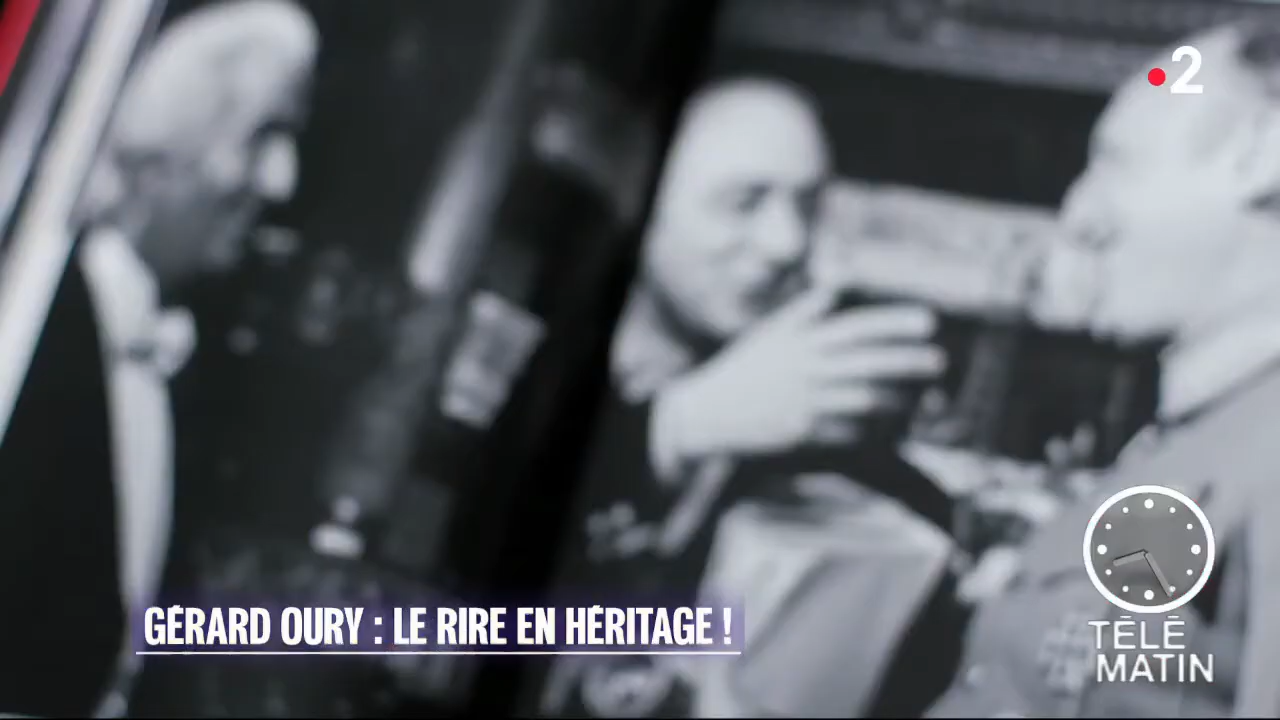 2
GÉRARD OURY : LE RIRE EN HÉRITAGE !
TÉLÉ
MATIN